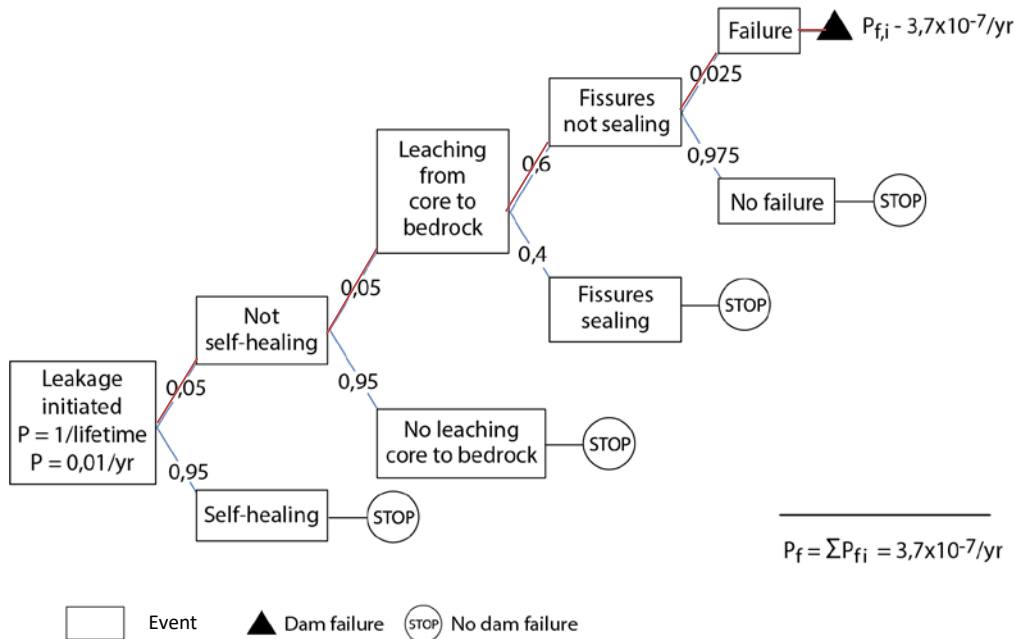 Failure
P_f,i - 3,7x10⁻⁷/yr
0,025
Fissures
not sealing
0,975
No failure
STOP
Leaching
from
core to
bedrock
0,6
0,4
Fissures
sealing
STOP
Not
self-healing
0,05
0,95
No leaching
core to bedrock
STOP
Leakage
initiated
P = 1/lifetime
P = 0,01/yr
0,05
0,95
Self-healing
STOP
P_f = ΣP_fi = 3,7x10⁻⁷/yr
Event
Dam failure
STOP
No dam failure